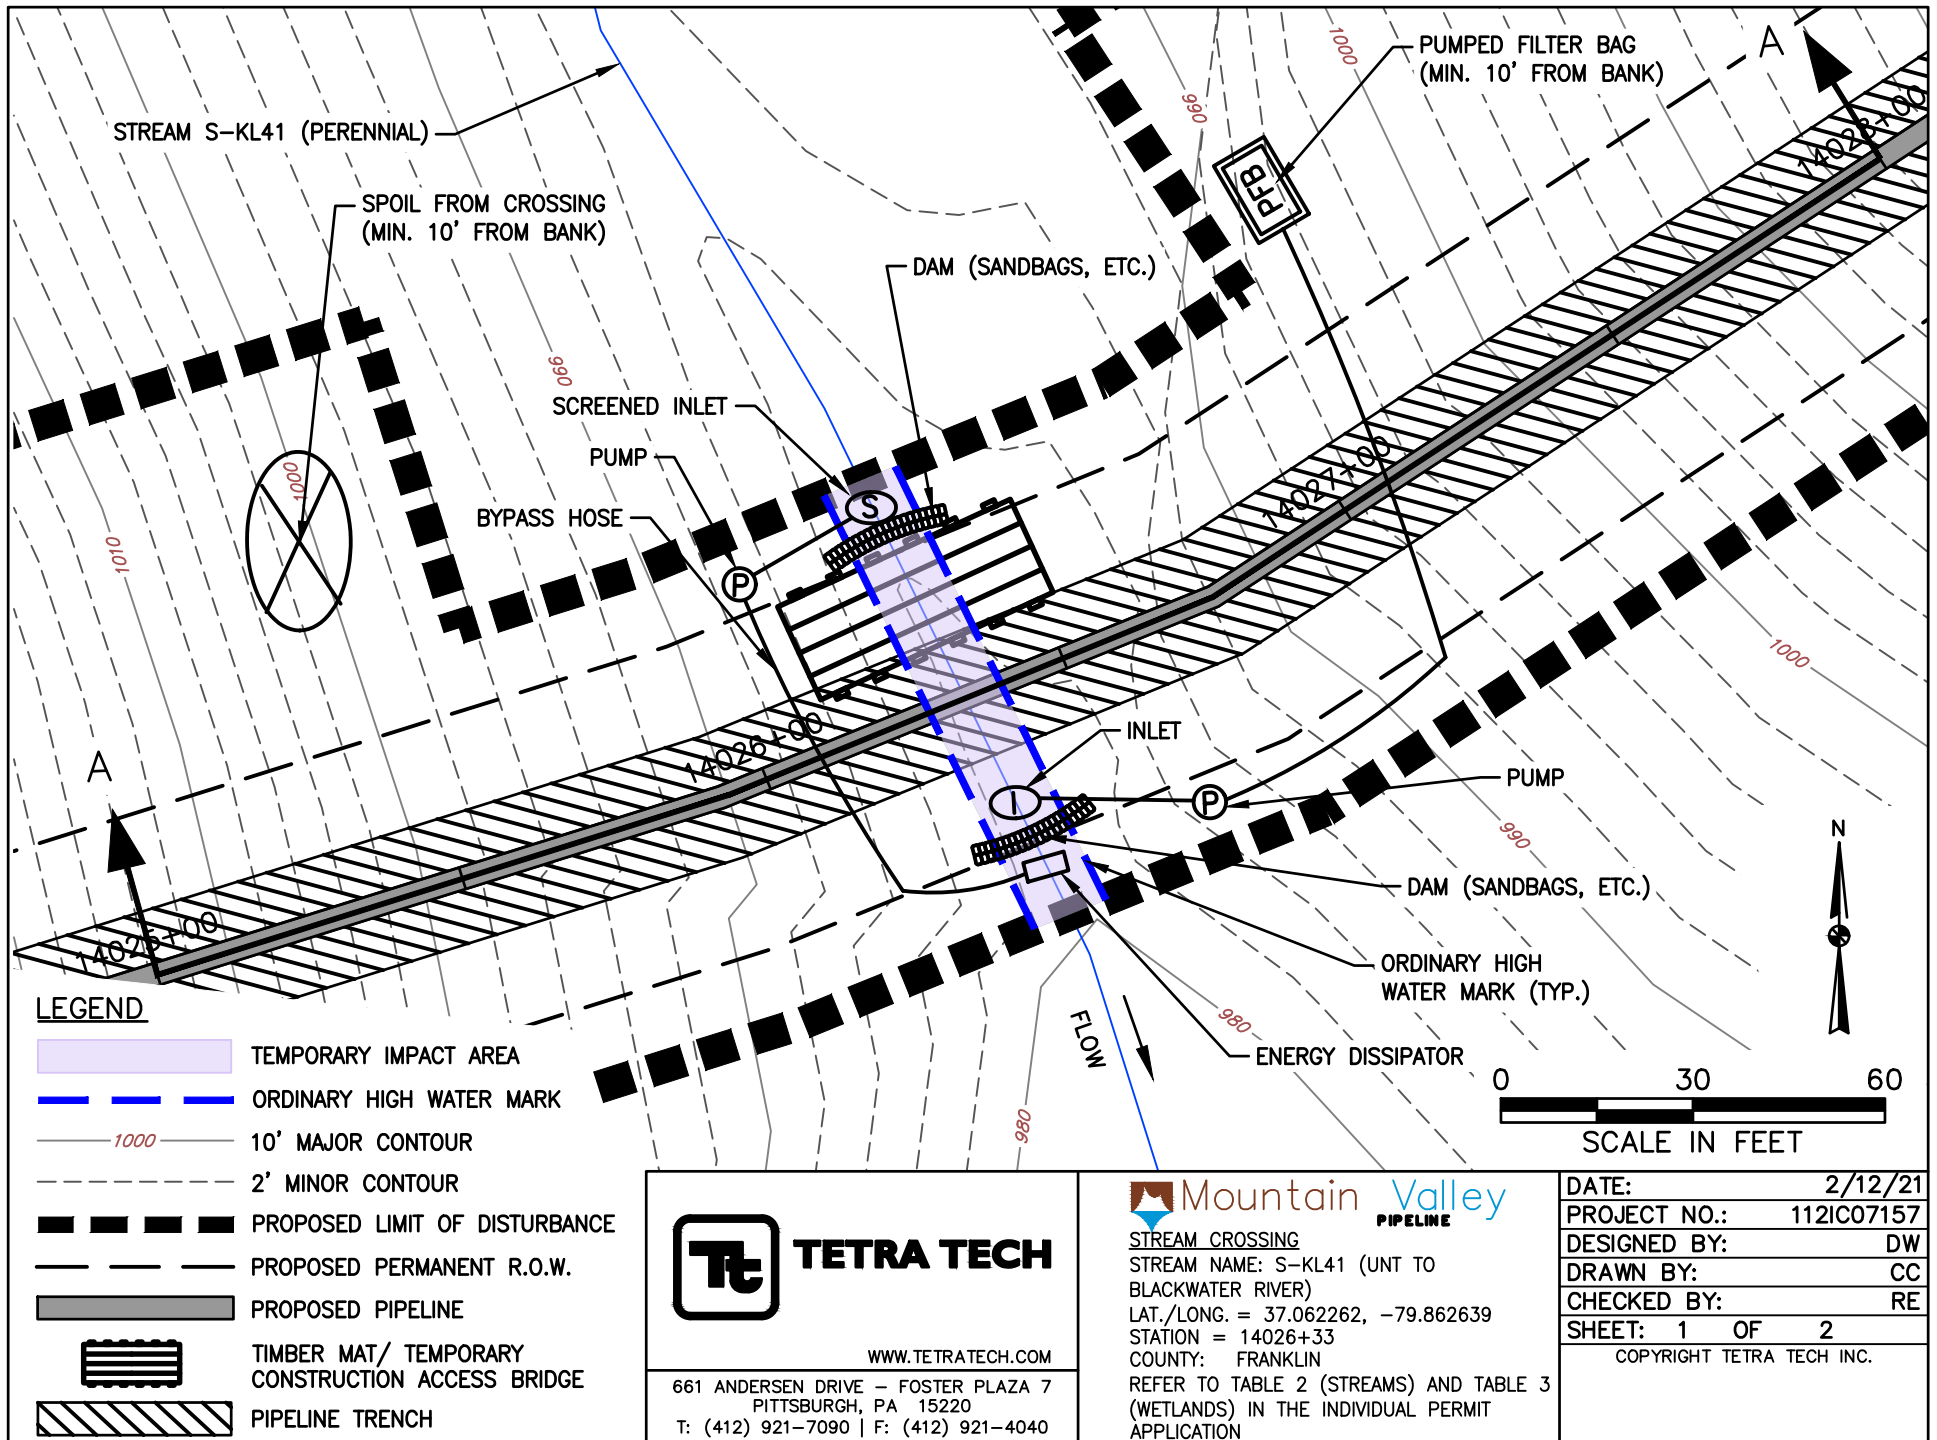 PUMPED FILTER BAG
(MIN. 10' FROM BANK)
A
1000
990
STREAM S-KL41 (PERENNIAL)
PFB
14028+00
SPOIL FROM CROSSING
(MIN. 10' FROM BANK)
DAM (SANDBAGS, ETC.)
990
SCREENED INLET
PUMP
BYPASS HOSE
S
P
1000
1010
14027+00
1000
14026+00
INLET
I
P
PUMP
A
990
DAM (SANDBAGS, ETC.)
N
14025+00
ORDINARY HIGH
WATER MARK (TYP.)
FLOW
980
ENERGY DISSIPATOR
980
0 30 60
SCALE IN FEET
LEGEND
TEMPORARY IMPACT AREA
ORDINARY HIGH WATER MARK
1000
10' MAJOR CONTOUR
2' MINOR CONTOUR
PROPOSED LIMIT OF DISTURBANCE
PROPOSED PERMANENT R.O.W.
PROPOSED PIPELINE
TIMBER MAT/ TEMPORARY
CONSTRUCTION ACCESS BRIDGE
PIPELINE TRENCH
Tt TETRA TECH
WWW.TETRATECH.COM
661 ANDERSEN DRIVE – FOSTER PLAZA 7
PITTSBURGH, PA 15220
T: (412) 921-7090 | F: (412) 921-4040
Mountain Valley
PIPELINE
STREAM CROSSING
STREAM NAME: S-KL41 (UNT TO
BLACKWATER RIVER)
LAT./LONG. = 37.062262, -79.862639
STATION = 14026+33
COUNTY: FRANKLIN
REFER TO TABLE 2 (STREAMS) AND TABLE 3
(WETLANDS) IN THE INDIVIDUAL PERMIT
APPLICATION
DATE: 2/12/21
PROJECT NO.: 112IC07157
DESIGNED BY: DW
DRAWN BY: CC
CHECKED BY: RE
SHEET: 1 OF 2
COPYRIGHT TETRA TECH INC.